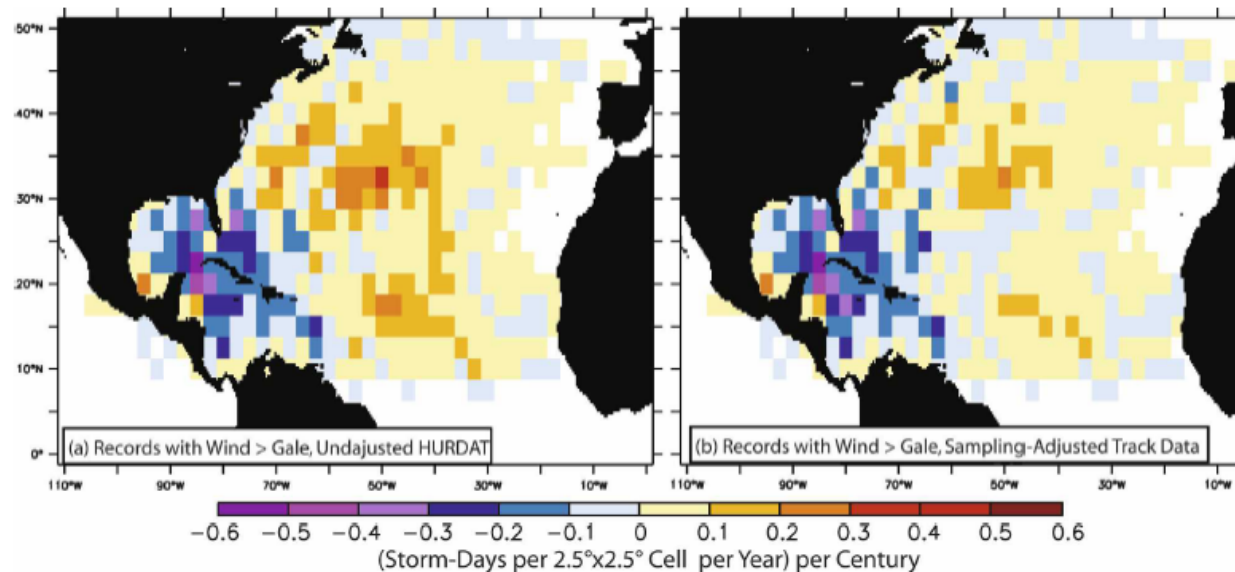 50°N
40°N
30°N
20°N
10°N
0°
(a) Records with Wind > Gale, Undajusted HURDAT
(b) Records with Wind > Gale, Sampling-Adjusted Track Data
110°W 90°W 70°W 50°W 30°W 10°W
110°W 90°W 70°W 50°W 30°W 10°W
−0.6 −0.5 −0.4 −0.3 −0.2 −0.1 0 0.1 0.2 0.3 0.4 0.5 0.6
(Storm-Days per 2.5°x2.5° Cell per Year) per Century